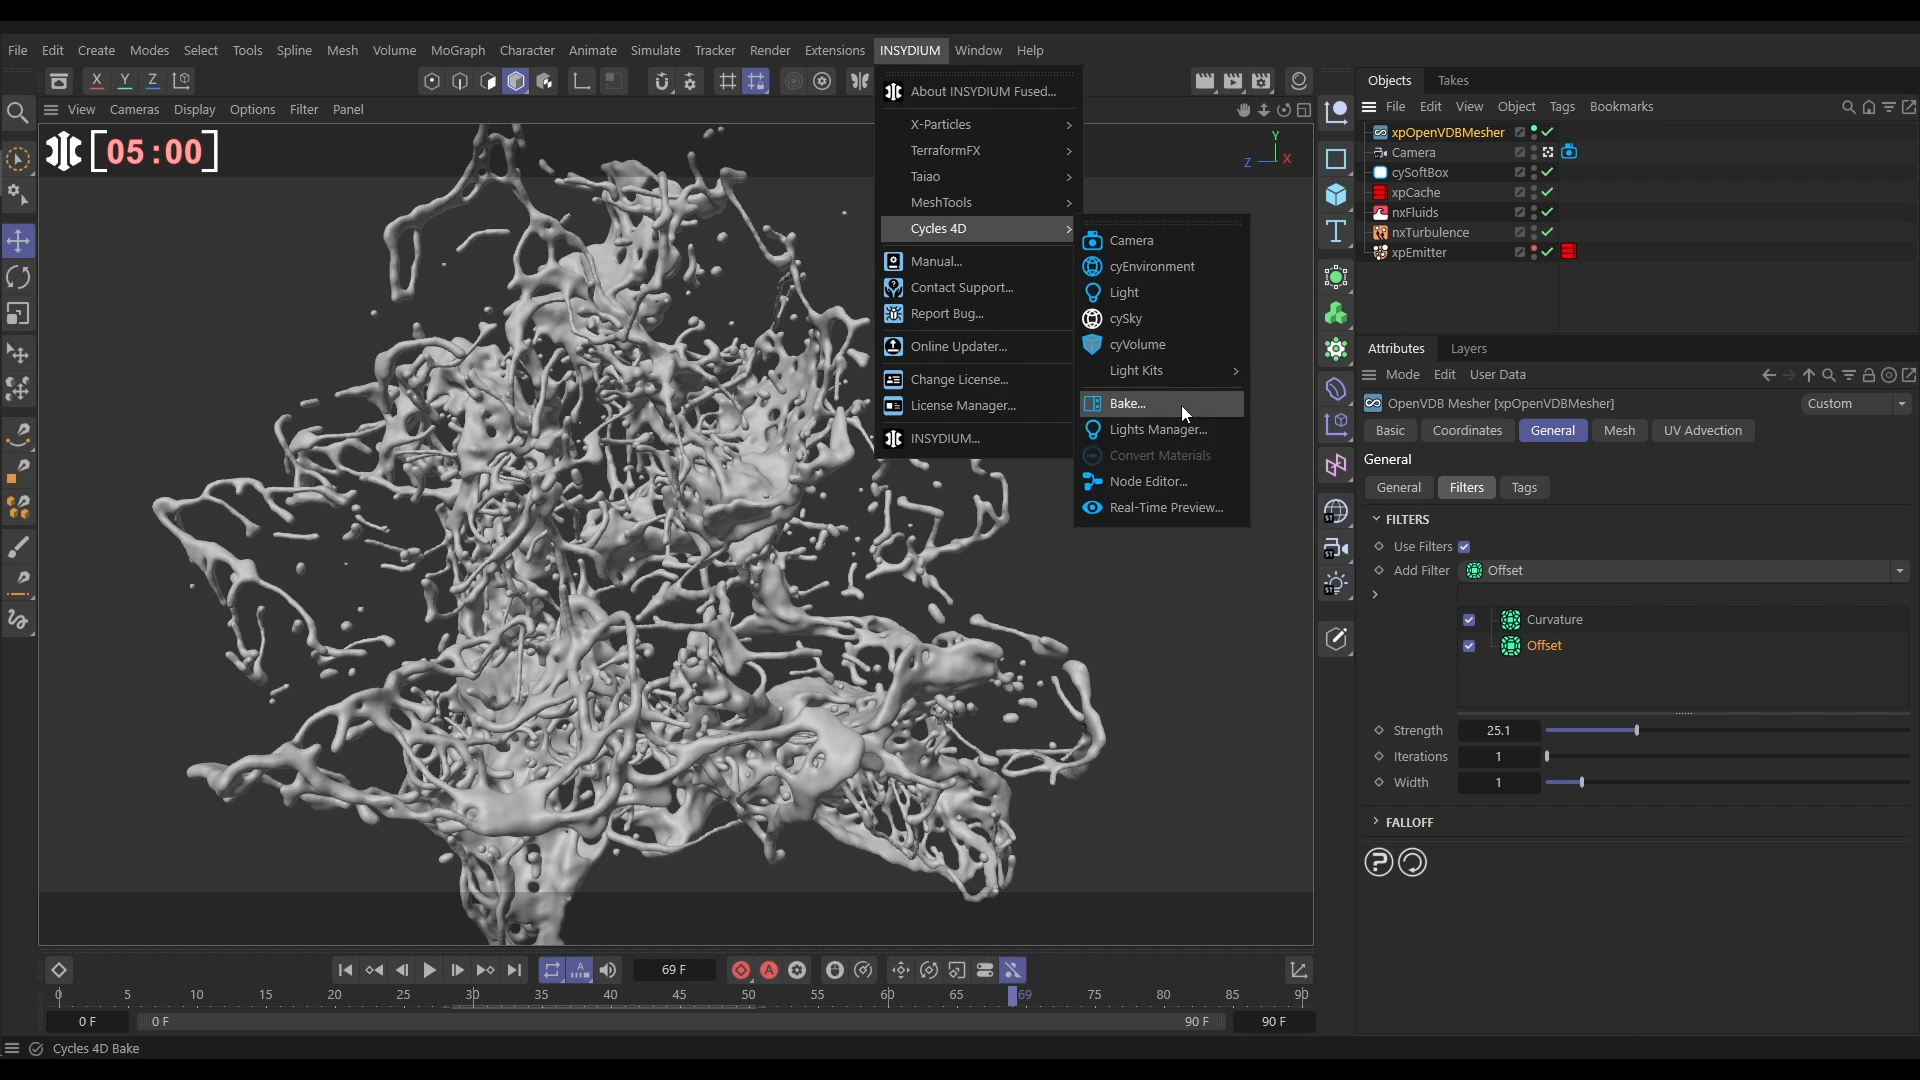 File Edit Create Modes Select Tools Spline Mesh Volume MoGraph Character Animate Simulate Tracker Render Extensions INSYDIUM Window Help
X Y Z
View Cameras Display Options Filter Panel
[05:00]
Y
Z X
About INSYDIUM Fused...
X-Particles
TerraformFX
Taiao
MeshTools
Cycles 4D
Manual...
Contact Support...
Report Bug...
Online Updater...
Change License...
License Manager...
INSYDIUM...
Camera
cyEnvironment
Light
cySky
cyVolume
Light Kits
Bake...
Lights Manager...
Convert Materials
Node Editor...
Real-Time Preview...
Objects Takes
File Edit View Object Tags Bookmarks
xpOpenVDBMesher
Camera
cySoftBox
xpCache
nxFluids
nxTurbulence
xpEmitter
Attributes Layers
Mode Edit User Data
OpenVDB Mesher [xpOpenVDBMesher] Custom
Basic Coordinates General Mesh UV Advection
General
General Filters Tags
FILTERS
Use Filters
Add Filter Offset
Curvature
Offset
Strength 25.1
Iterations 1
Width 1
FALLOFF
T
ST
ST
ST
69 F
0 5 10 15 20 25 30 35 40 45 50 55 60 65 69 75 80 85 90
0 F 0 F 90 F 90 F
Cycles 4D Bake